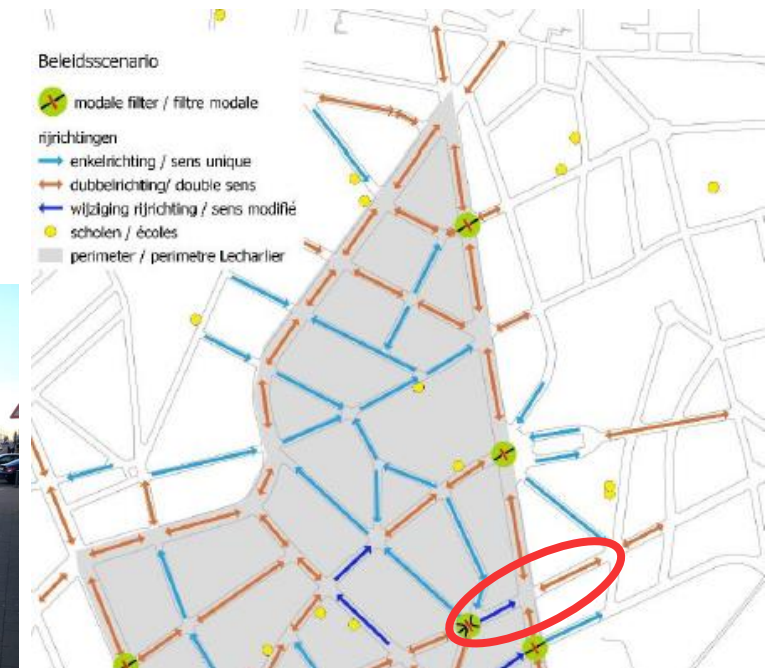 Beleidsscenario
modale filter / filtre modale
rijrichtingen
enkelrichting / sens unique
dubbelrichting/ double sens
wijziging rijrichting / sens modifié
scholen / écoles
perimeter / perimetre Lecharlier